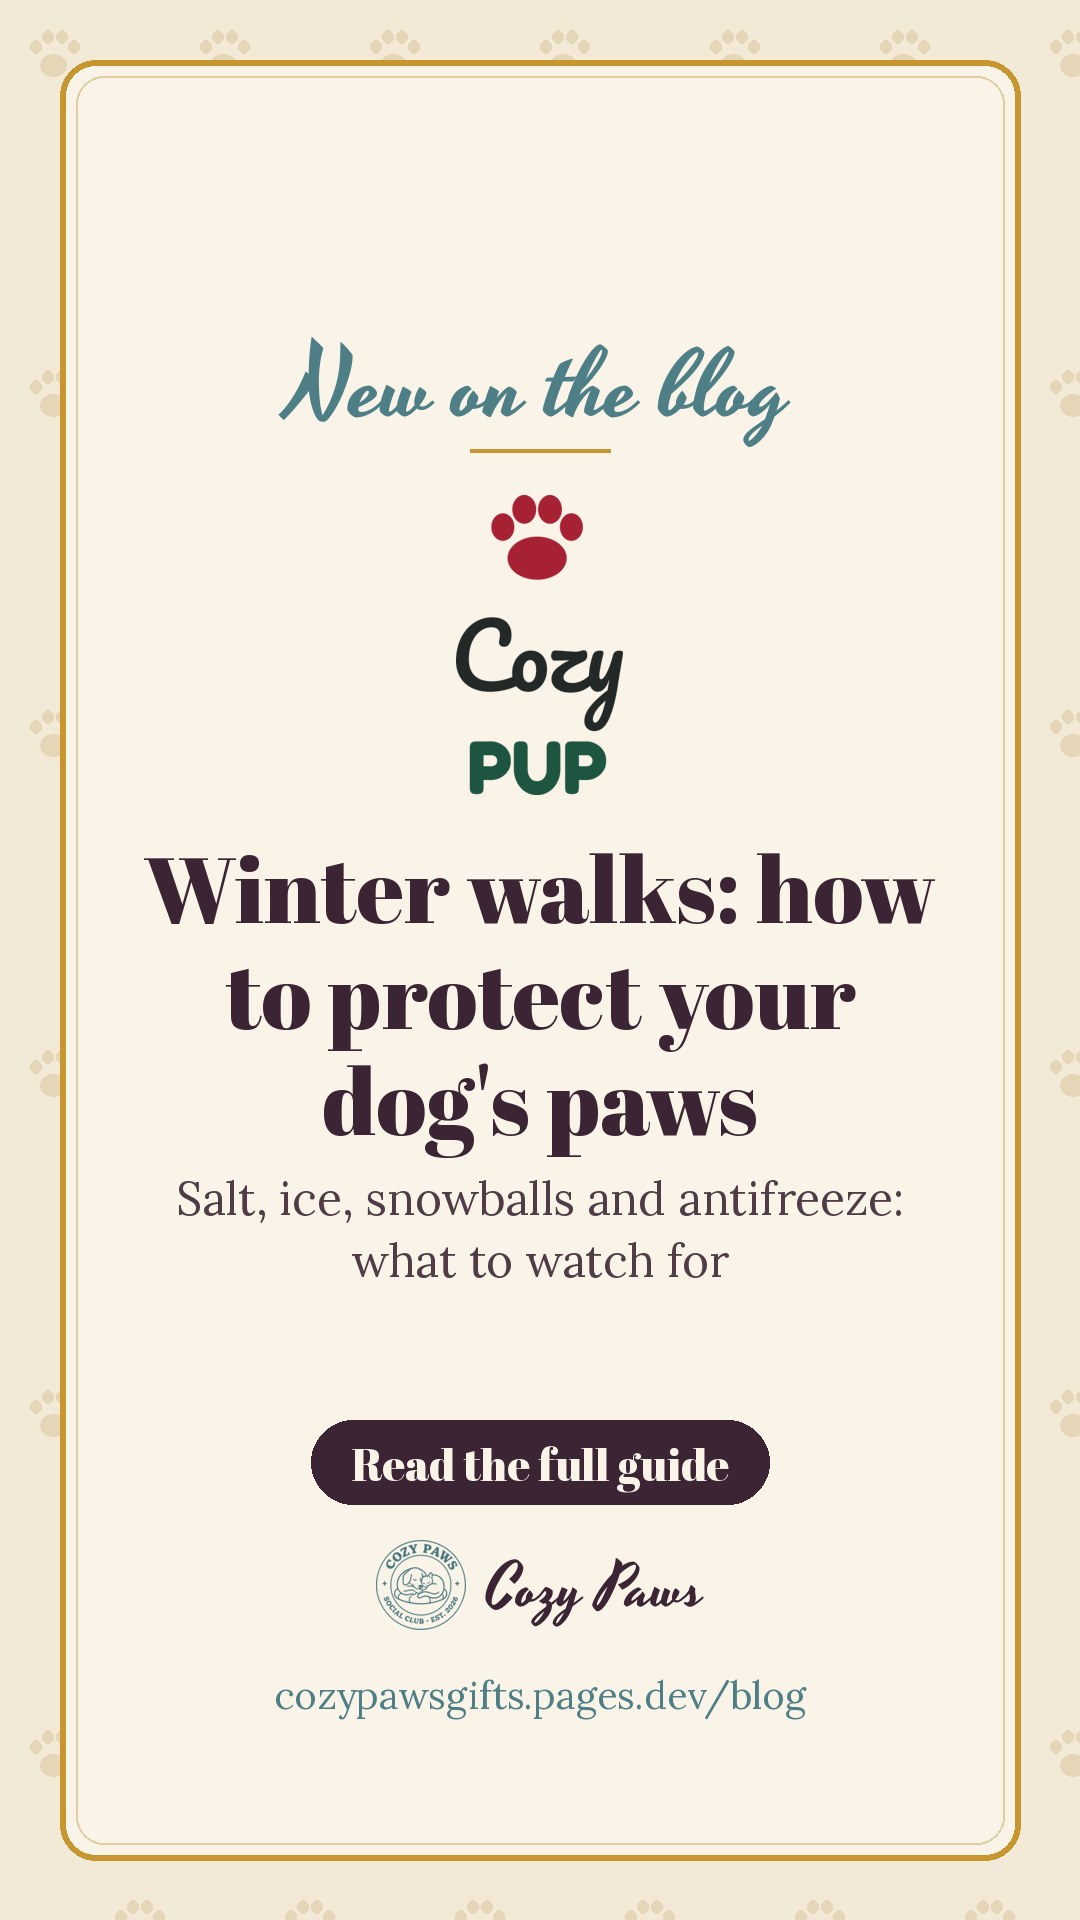 New on the blog
Cozy
PUP
Winter walks: how
to protect your
dog's paws
Salt, ice, snowballs and antifreeze:
what to watch for
Read the full guide
COZY PAWS
SOCIAL CLUB • EST. 2026
Cozy Paws
cozypawsgifts.pages.dev/blog